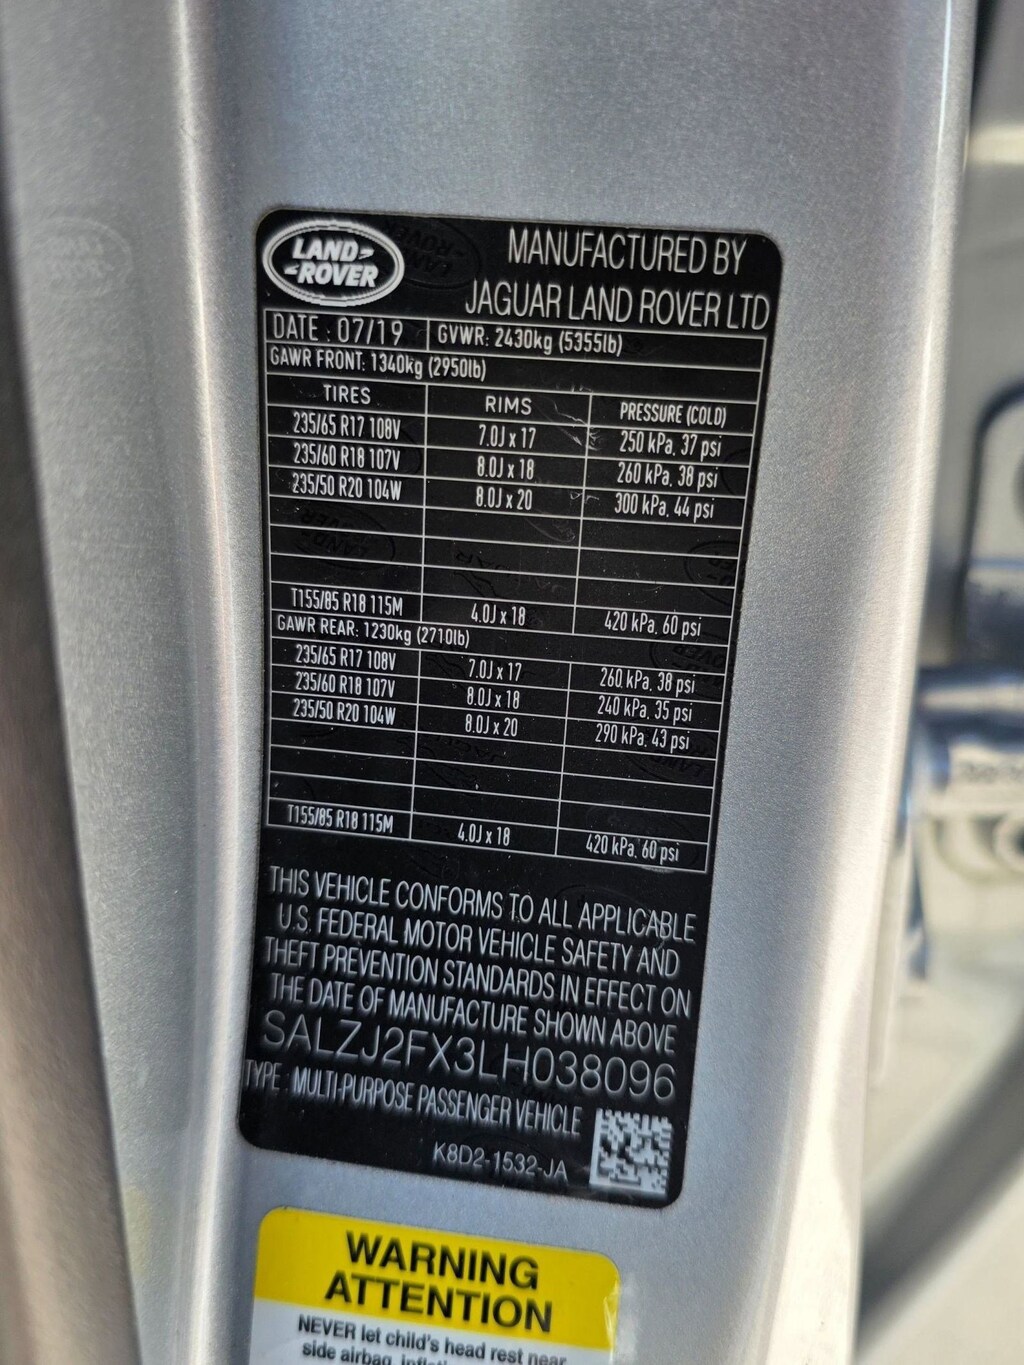 LAND ROVER
MANUFACTURED BY
JAGUAR LAND ROVER LTD
DATE : 07/19 GVWR: 2430kg (5355lb)
GAWR FRONT: 1340kg (2950lb)
TIRES RIMS PRESSURE (COLD)
235/65 R17 108V 7.0J x 17 250 kPa, 37 psi
235/60 R18 107V 8.0J x 18 260 kPa, 38 psi
235/50 R20 104W 8.0J x 20 300 kPa, 44 psi
T155/85 R18 115M 4.0J x 18 420 kPa, 60 psi
GAWR REAR: 1230kg (2710lb)
235/65 R17 108V 7.0J x 17 260 kPa, 38 psi
235/60 R18 107V 8.0J x 18 240 kPa, 35 psi
235/50 R20 104W 8.0J x 20 290 kPa, 43 psi
T155/85 R18 115M 4.0J x 18 420 kPa, 60 psi
THIS VEHICLE CONFORMS TO ALL APPLICABLE
U.S. FEDERAL MOTOR VEHICLE SAFETY AND
THEFT PREVENTION STANDARDS IN EFFECT ON
THE DATE OF MANUFACTURE SHOWN ABOVE
SALZJ2FX3LH038096
TYPE : MULTI-PURPOSE PASSENGER VEHICLE
K8D2-1532-JA
WARNING
ATTENTION
NEVER let child's head rest near
side airbag